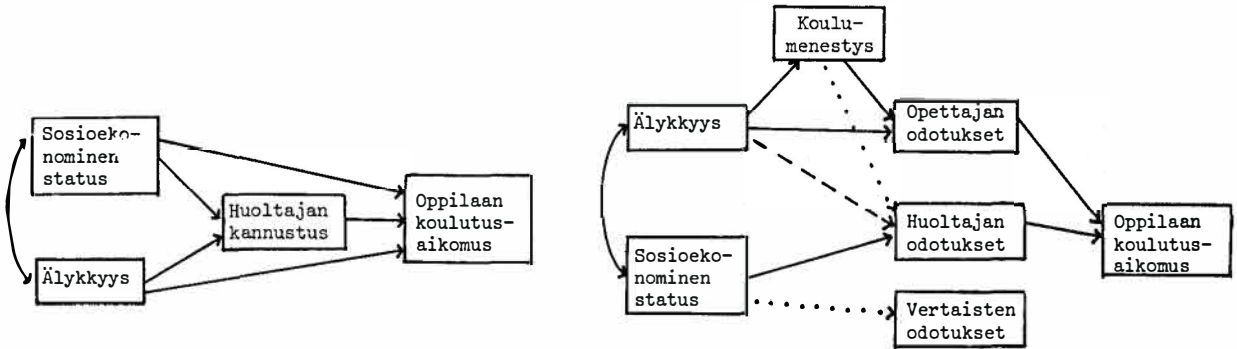 Sosioeko-
nominen
status
Älykkyys
Huoltajan
kannustus
Oppilaan
koulutus-
aikomus
Koulu-
menestys
Älykkyys
Sosioeko-
nominen
status
Opettajan
odotukset
Huoltajan
odotukset
Vertaisten
odotukset
Oppilaan
koulutus-
aikomus